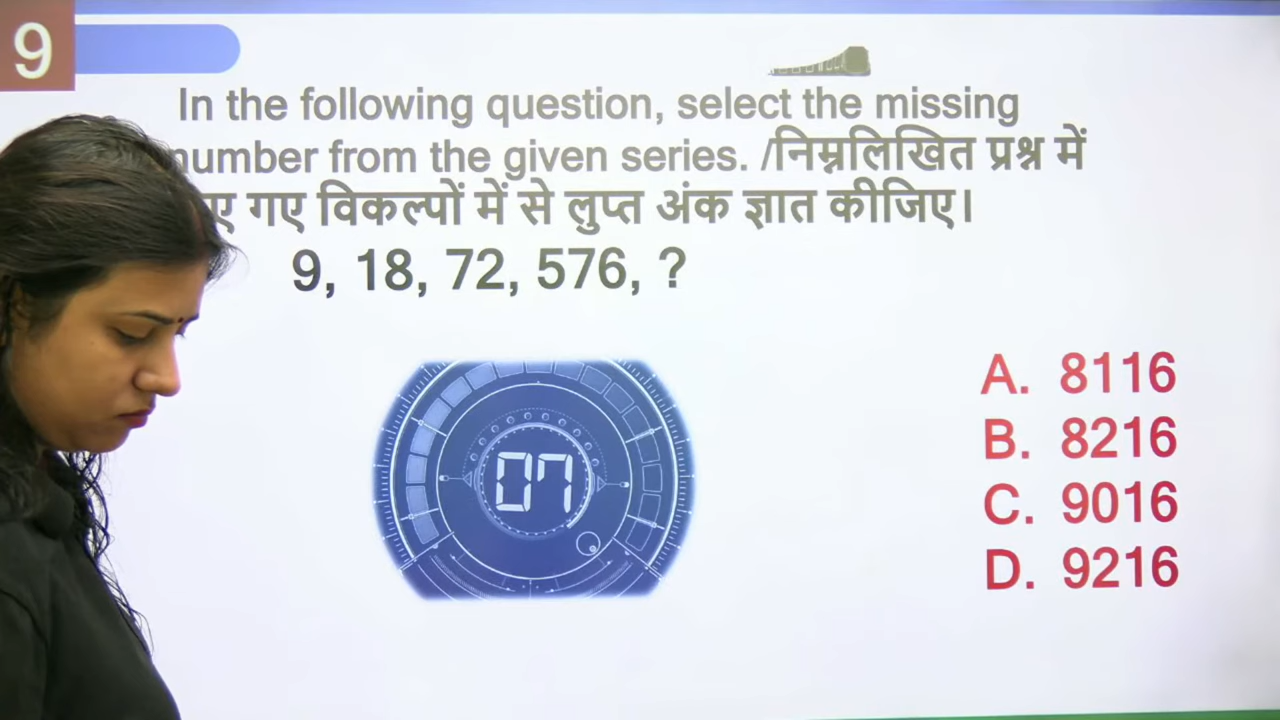 9
In the following question, select the missing
number from the given series. /निम्नलिखित प्रश्न में
गए विकल्पों में से लुप्त अंक ज्ञात कीजिए।
9, 18, 72, 576, ?
07
A. 8116
B. 8216
C. 9016
D. 9216